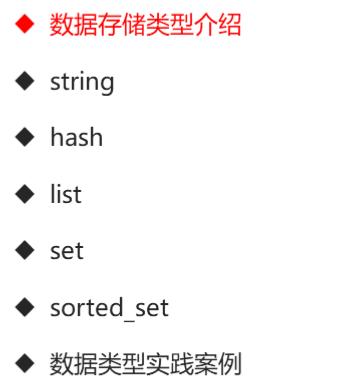 ◆ 数据存储类型介绍
◆ string
◆ hash
◆ list
◆ set
◆ sorted_set
◆ 数据类型实践案例